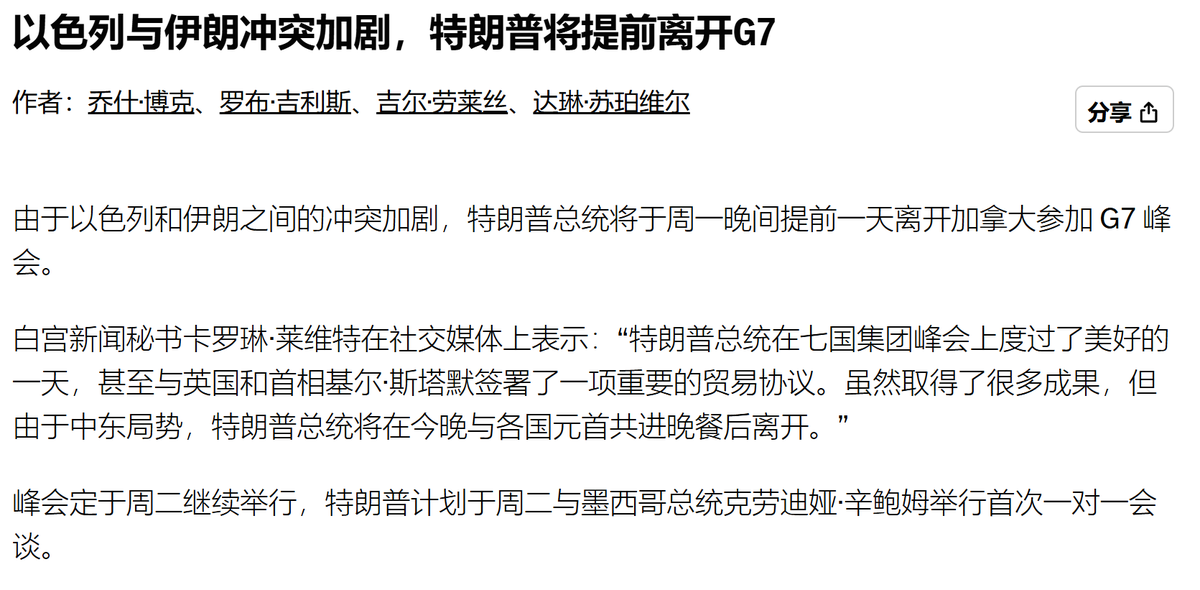 以色列与伊朗冲突加剧，特朗普将提前离开G7
作者：乔什·博克、罗布·吉利斯、吉尔·劳莱丝、达琳·苏珀维尔
分享
由于以色列和伊朗之间的冲突加剧，特朗普总统将于周一晚间提前一天离开加拿大参加 G7 峰
会。
白宫新闻秘书卡罗琳·莱维特在社交媒体上表示：“特朗普总统在七国集团峰会上度过了美好的
一天，甚至与英国和首相基尔·斯塔默签署了一项重要的贸易协议。虽然取得了很多成果，但
由于中东局势，特朗普总统将在今晚与各国元首共进晚餐后离开。”
峰会定于周二继续举行，特朗普计划于周二与墨西哥总统克劳迪娅·辛鲍姆举行首次一对一会
谈。